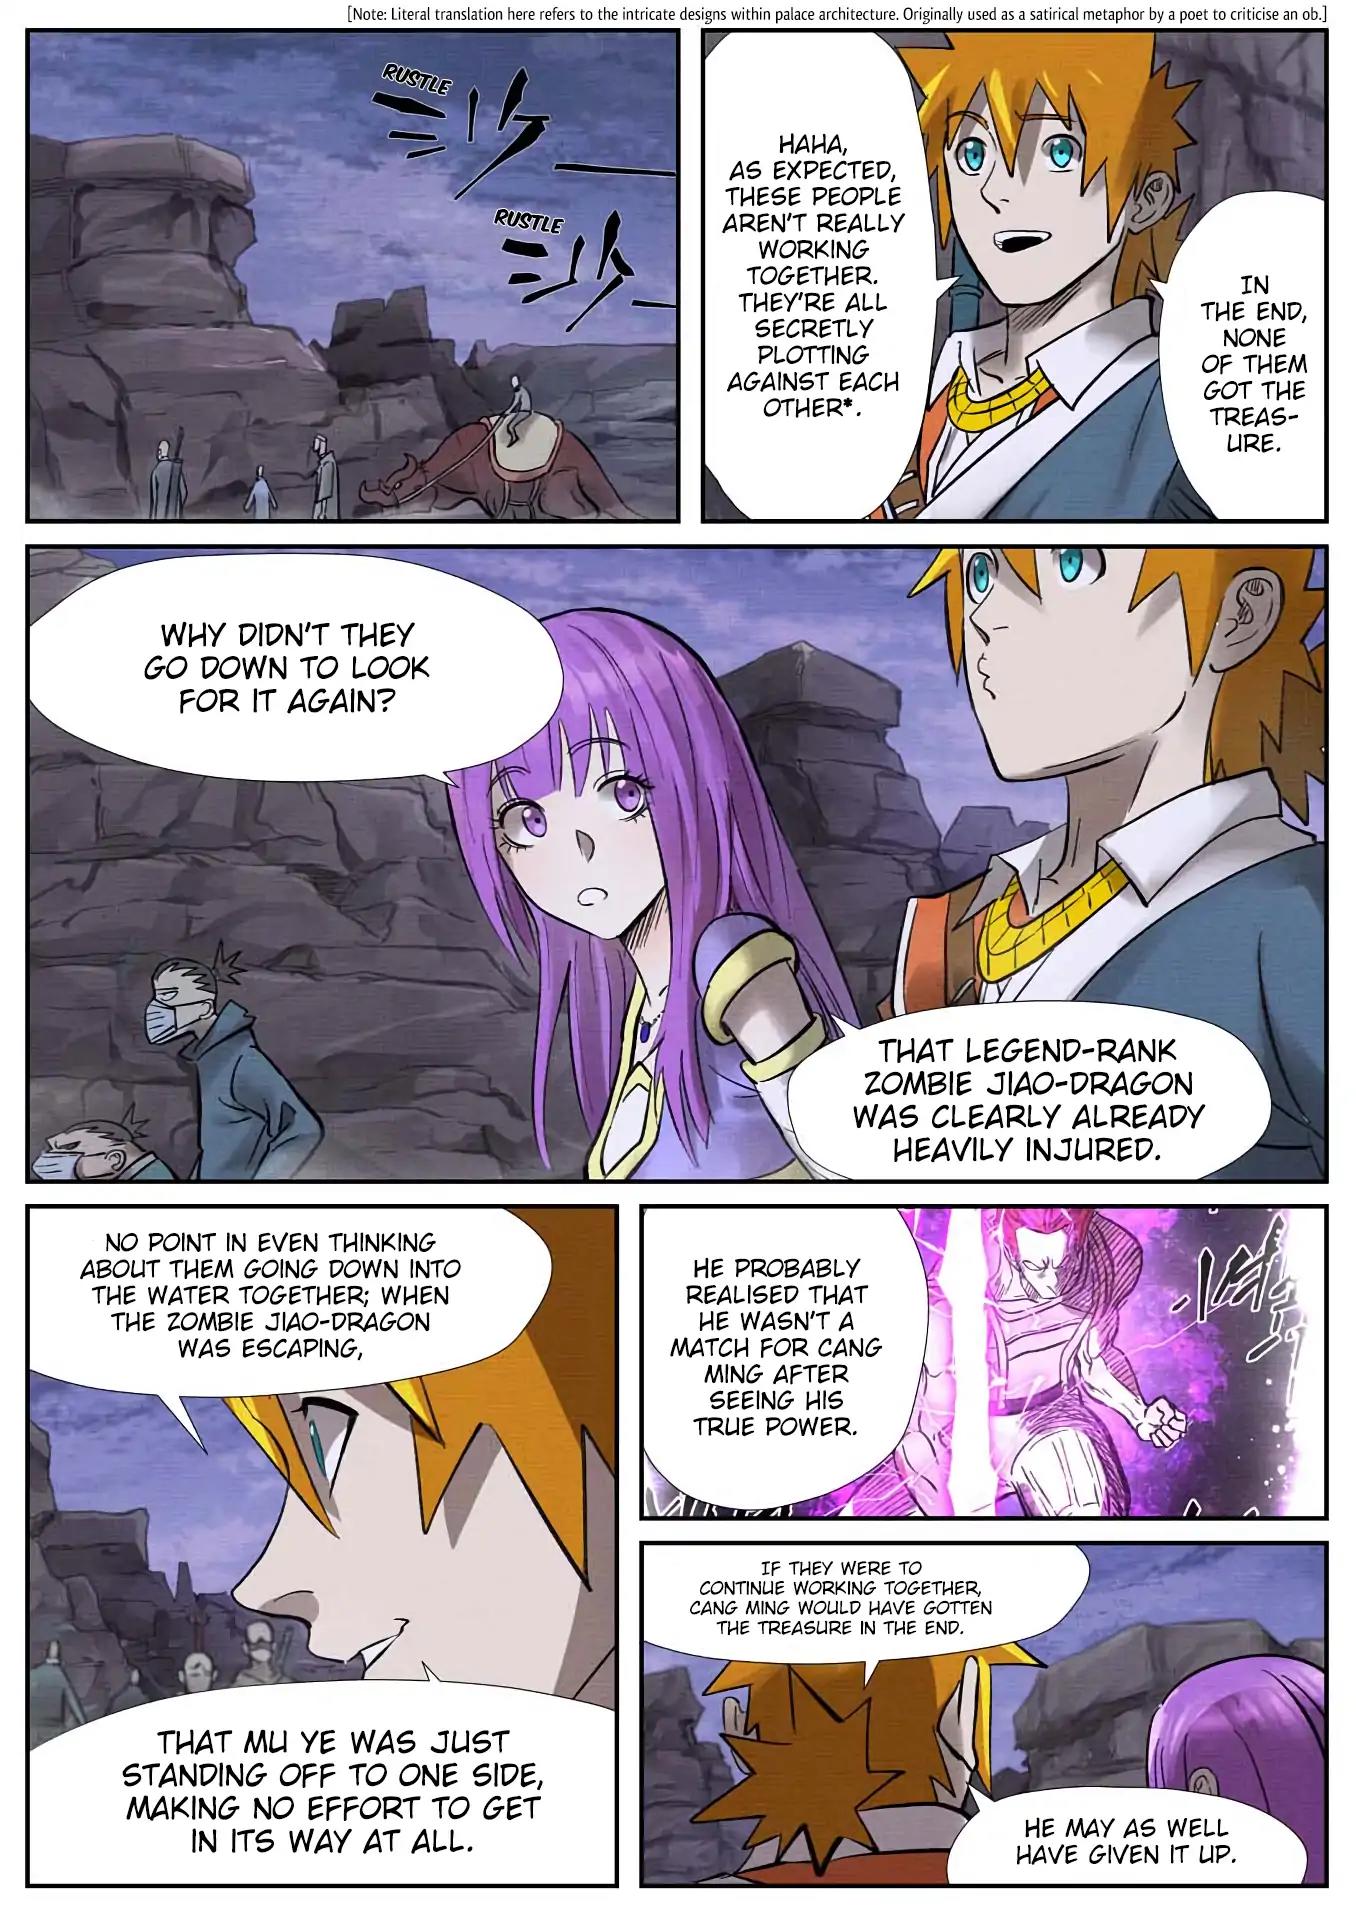 [Note: Literal translation here refers to the intricate designs within palace architecture. Originally used as a satirical metaphor by a poet to criticise an ob.]
RUSTLE
RUSTLE
HAHA,
AS EXPECTED,
THESE PEOPLE
AREN'T REALLY
WORKING
TOGETHER.
THEY'RE ALL
SECRETLY
PLOTTING
AGAINST EACH
OTHER*.
IN
THE END,
NONE
OF THEM
GOT THE
TREAS-
URE.
WHY DIDN'T THEY
GO DOWN TO LOOK
FOR IT AGAIN?
THAT LEGEND-RANK
ZOMBIE JIAO-DRAGON
WAS CLEARLY ALREADY
HEAVILY INJURED.
NO POINT IN EVEN THINKING
ABOUT THEM GOING DOWN INTO
THE WATER TOGETHER; WHEN
THE ZOMBIE JIAO-DRAGON
WAS ESCAPING,
THAT MU YE WAS JUST
STANDING OFF TO ONE SIDE,
MAKING NO EFFORT TO GET
IN ITS WAY AT ALL.
HE PROBABLY
REALISED THAT
HE WASN'T A
MATCH FOR CANG
MING AFTER
SEEING HIS
TRUE POWER.
IF THEY WERE TO
CONTINUE WORKING TOGETHER,
CANG MING WOULD HAVE GOTTEN
THE TREASURE IN THE END.
HE MAY AS WELL
HAVE GIVEN IT UP.